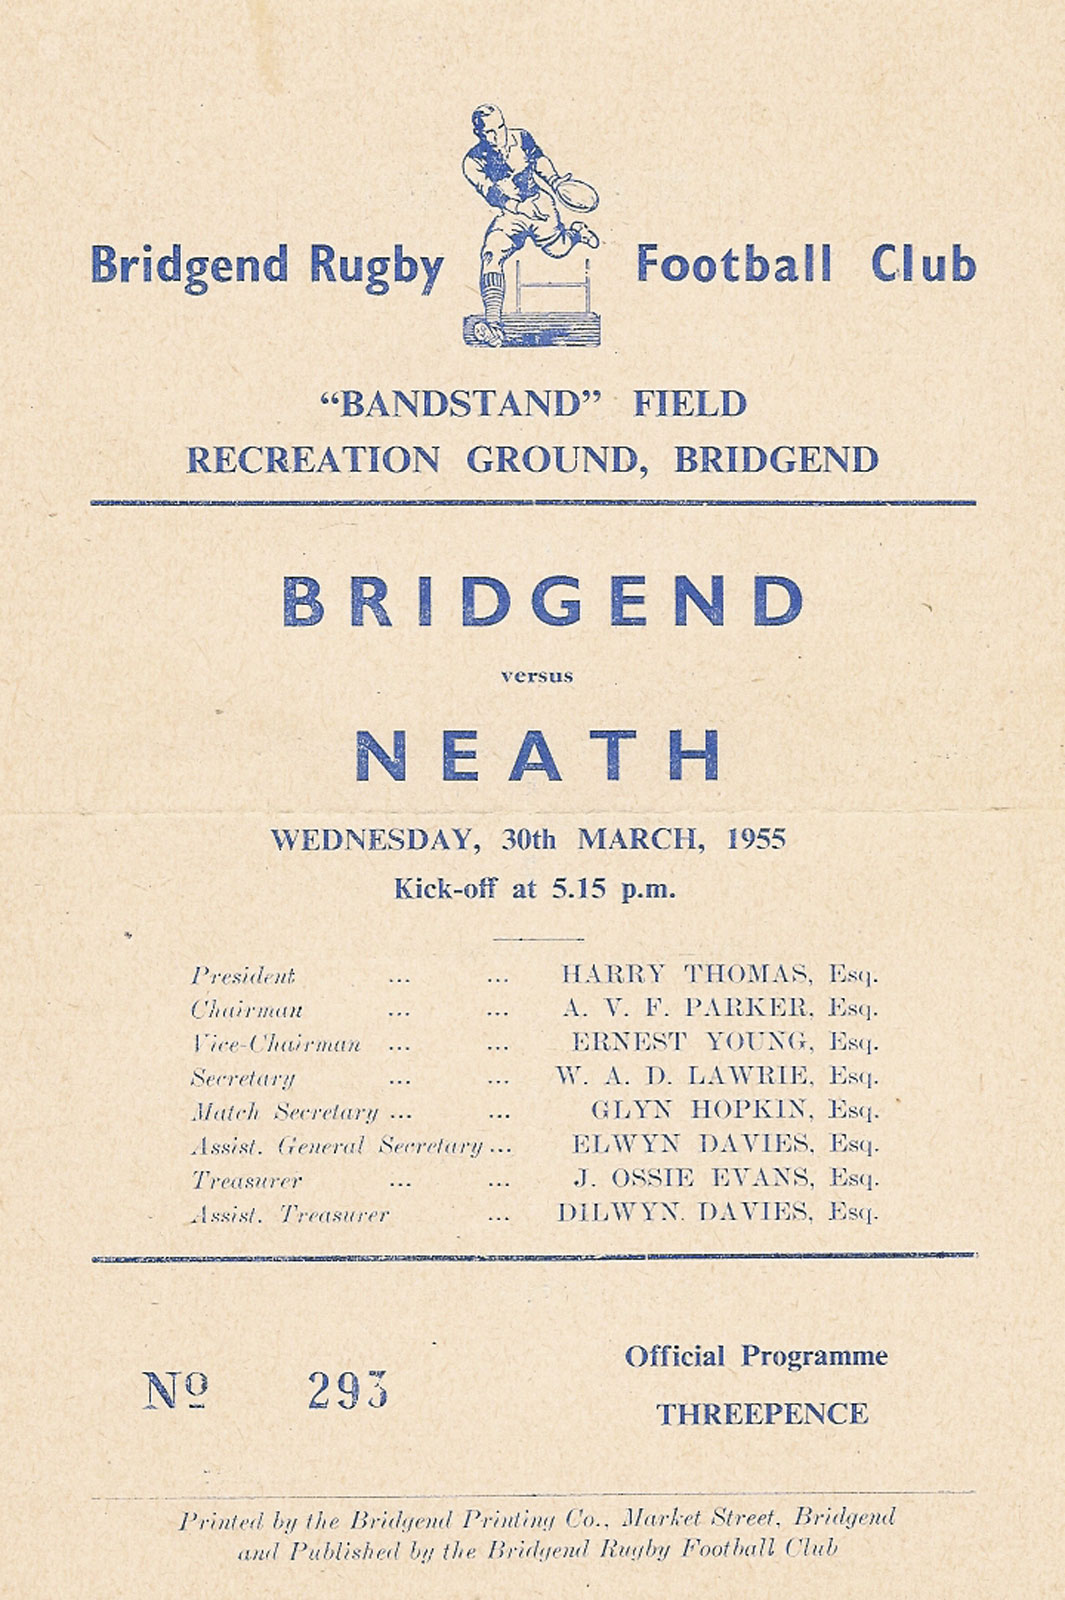 Bridgend Rugby Football Club
“BANDSTAND” FIELD
RECREATION GROUND, BRIDGEND
BRIDGEND
versus
NEATH
WEDNESDAY, 30th MARCH, 1955
Kick-off at 5.15 p.m.
President ... ... HARRY THOMAS, Esq.
Chairman ... ... A. V. F. PARKER, Esq.
Vice-Chairman ... ... ERNEST YOUNG, Esq.
Secretary ... ... W. A. D. LAWRIE, Esq.
Match Secretary ... ... GLYN HOPKIN, Esq.
Assist. General Secretary ... ELWYN DAVIES, Esq.
Treasurer ... ... J. OSSIE EVANS, Esq.
Assist. Treasurer ... DILWYN DAVIES, Esq.
Nº 293
Official Programme
THREEPENCE
Printed by the Bridgend Printing Co., Market Street, Bridgend
and Published by the Bridgend Rugby Football Club